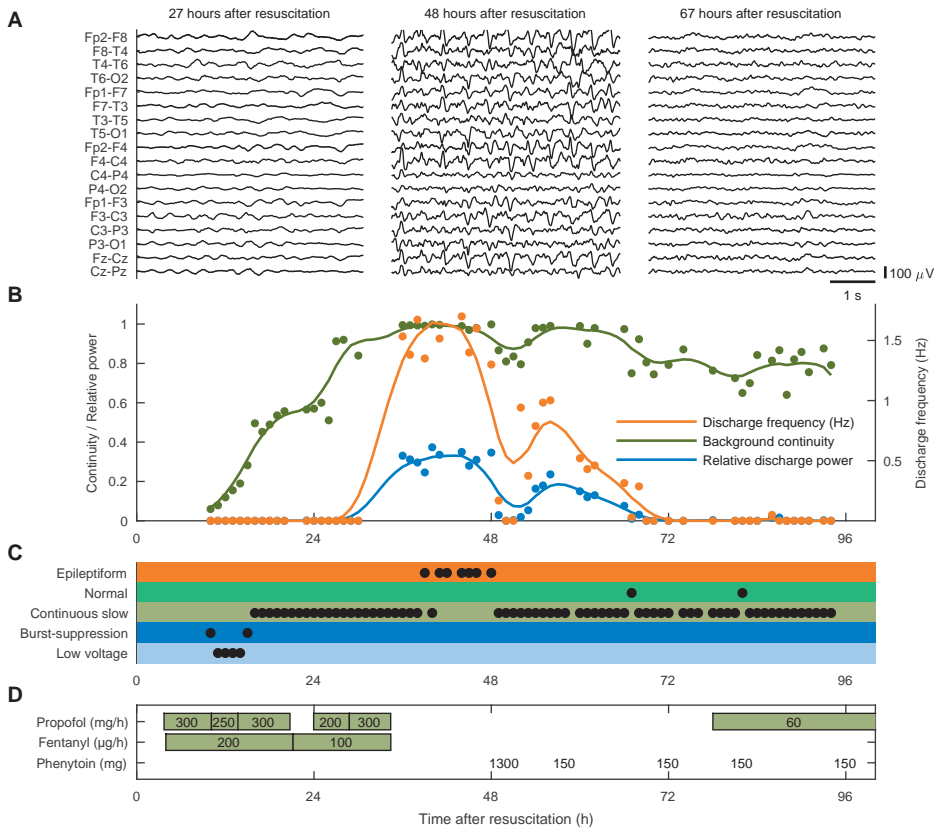 A
27 hours after resuscitation
48 hours after resuscitation
67 hours after resuscitation
Fp2-F8
F8-T4
T4-T6
T6-O2
Fp1-F7
F7-T3
T3-T5
T5-O1
Fp2-F4
F4-C4
C4-P4
P4-O2
Fp1-F3
F3-C3
C3-P3
P3-O1
Fz-Cz
Cz-Pz
100 μV
1 s
B
Continuity / Relative power
1
0.8
0.6
0.4
0.2
0
Discharge frequency (Hz)
Background continuity
Relative discharge power
1.5
1
0.5
Discharge frequency (Hz)
0 24 48 72 96
C
Epileptiform
Normal
Continuous slow
Burst-suppression
Low voltage
0 24 48 72 96
D
Propofol (mg/h) 300 250 300 200 300 60
Fentanyl (μg/h) 200 100
Phenytoin (mg) 1300 150 150 150 150
0 24 48 72 96
Time after resuscitation (h)